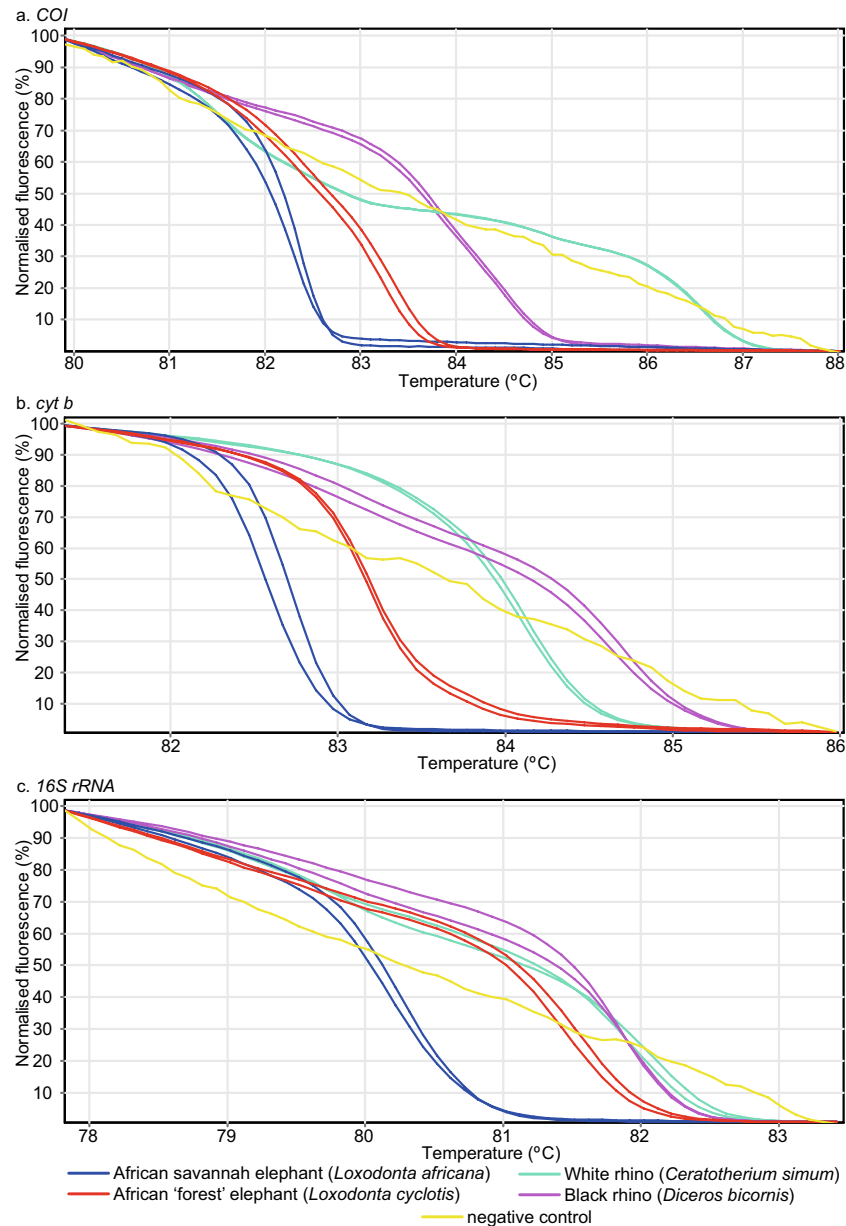 a. COI
100
90
80
70
60
50
40
30
20
10
Normalised fluorescence (%)
80 81 82 83 84 85 86 87 88
Temperature (°C)
b. cyt b
100
90
80
70
60
50
40
30
20
10
Normalised fluorescence (%)
82 83 84 85 86
Temperature (°C)
c. 16S rRNA
100
90
80
70
60
50
40
30
20
10
Normalised fluorescence (%)
78 79 80 81 82 83
Temperature (°C)
African savannah elephant (Loxodonta africana) White rhino (Ceratotherium simum)
African ‘forest’ elephant (Loxodonta cyclotis) Black rhino (Diceros bicornis)
negative control